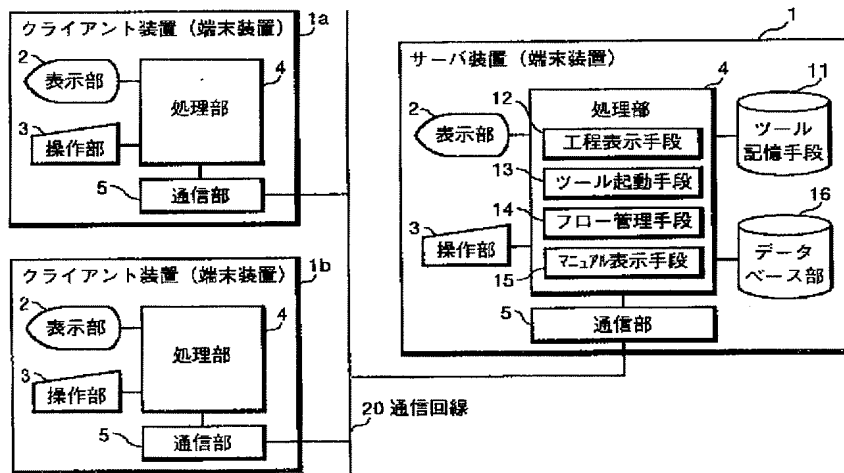 クライアント装置（端末装置）
1a
2
表示部
4
処理部
3
操作部
5
通信部
クライアント装置（端末装置）
1b
2
表示部
4
処理部
3
操作部
5
通信部
20 通信回線
1
サーバ装置（端末装置）
2
表示部
3
操作部
4
処理部
12
工程表示手段
13
ツール起動手段
14
フロー管理手段
15
マニュアル表示手段
5
通信部
11
ツール
記憶手段
16
データ
ベース部